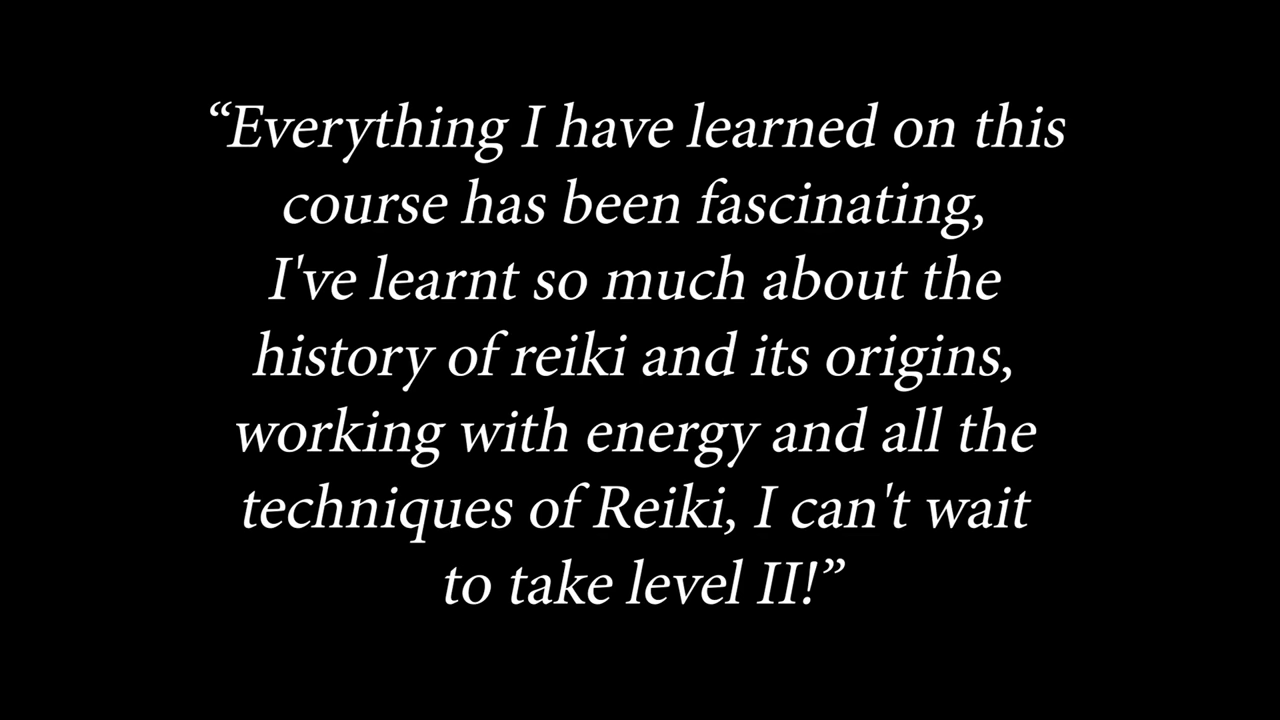 “Everything I have learned on this
course has been fascinating,
I've learnt so much about the
history of reiki and its origins,
working with energy and all the
techniques of Reiki, I can't wait
to take level II!”